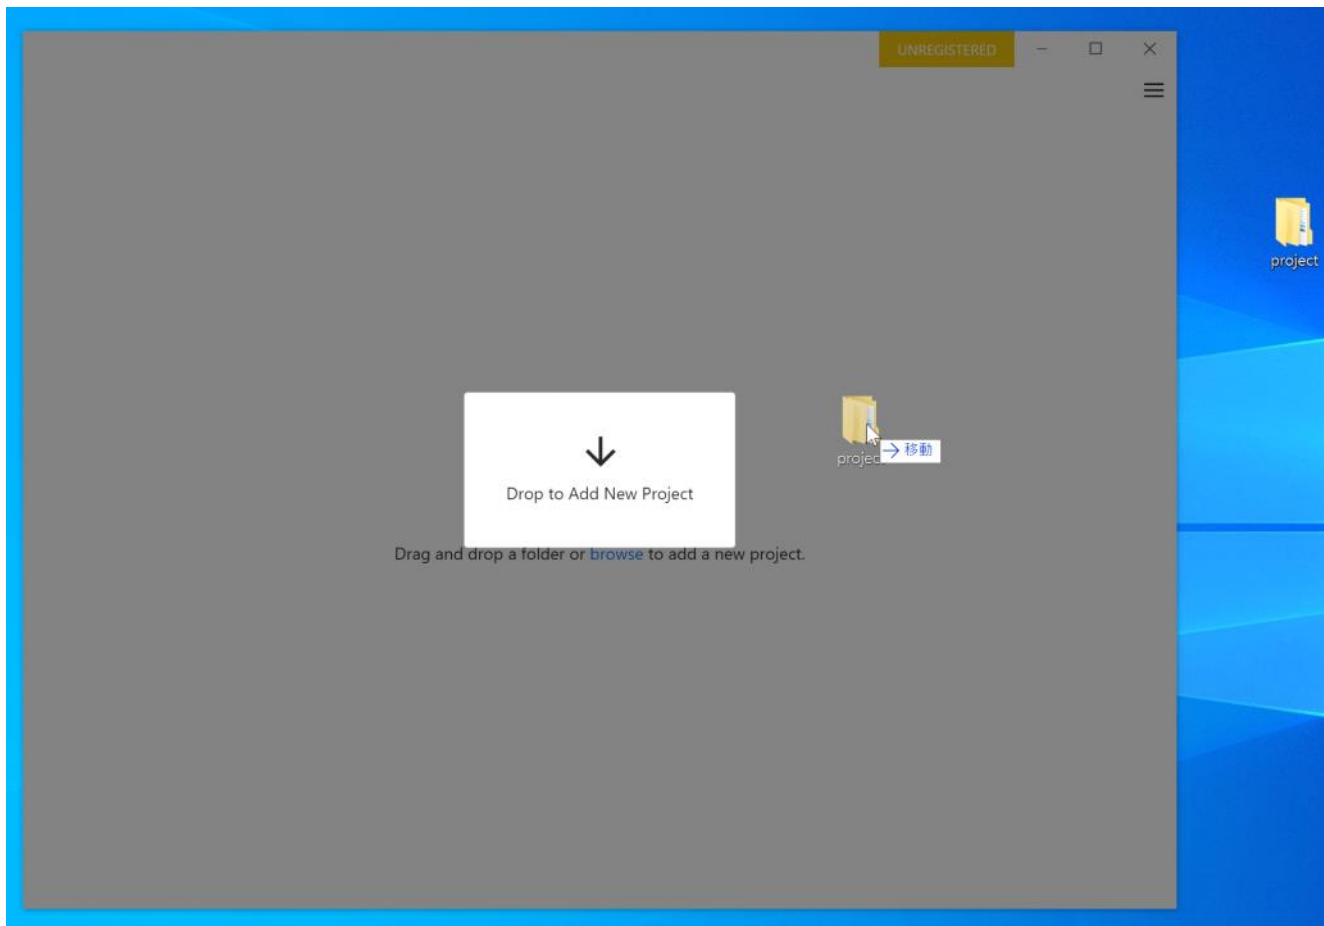 UNREGISTERED
project
Drop to Add New Project
project
移動
Drag and drop a folder or browse to add a new project.